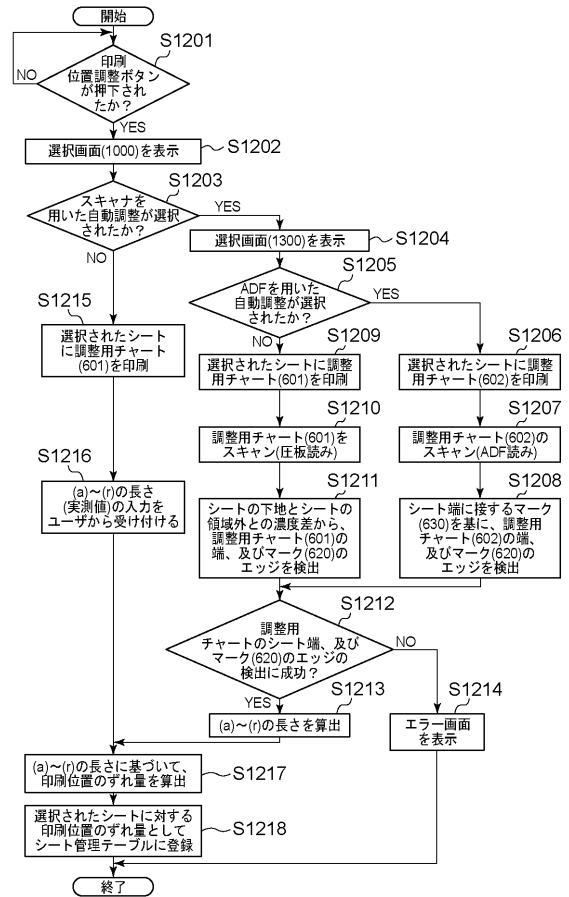 開始
S1201
印刷
位置調整ボタン
が押下され
たか？
NO
YES
選択画面(1000)を表示
S1202
S1203
スキャナを
用いた自動調整が選択
されたか？
YES
NO
選択画面(1300)を表示
S1204
S1205
ADFを用いた
自動調整が選択
されたか？
YES
NO
S1215
選択されたシート
に調整用チャート
(601)を印刷
S1209
選択されたシートに調整
用チャート(601)を印刷
S1206
選択されたシートに調整
用チャート(602)を印刷
S1210
調整用チャート(601)を
スキャン(圧板読み)
S1207
調整用チャート(602)の
スキャン(ADF読み)
S1216
(a)～(r)の長さ
(実測値)の入力を
ユーザから受け付ける
S1211
シートの下地とシートの
領域外との濃度差から、
調整用チャート(601)の
端、及びマーク(620)の
エッジを検出
S1208
シート端に接するマーク
(630)を基に、調整用
チャート(602)の端、
及びマーク(620)の
エッジを検出
S1212
調整用
チャートのシート端、及び
マーク(620)のエッジの
検出に成功？
NO
YES
S1213
(a)～(r)の長さを算出
S1214
エラー画面
を表示
(a)～(r)の長さに基づいて、
印刷位置のずれ量を算出
S1217
選択されたシートに対する
印刷位置のずれ量として
シート管理テーブルに登録
S1218
終了